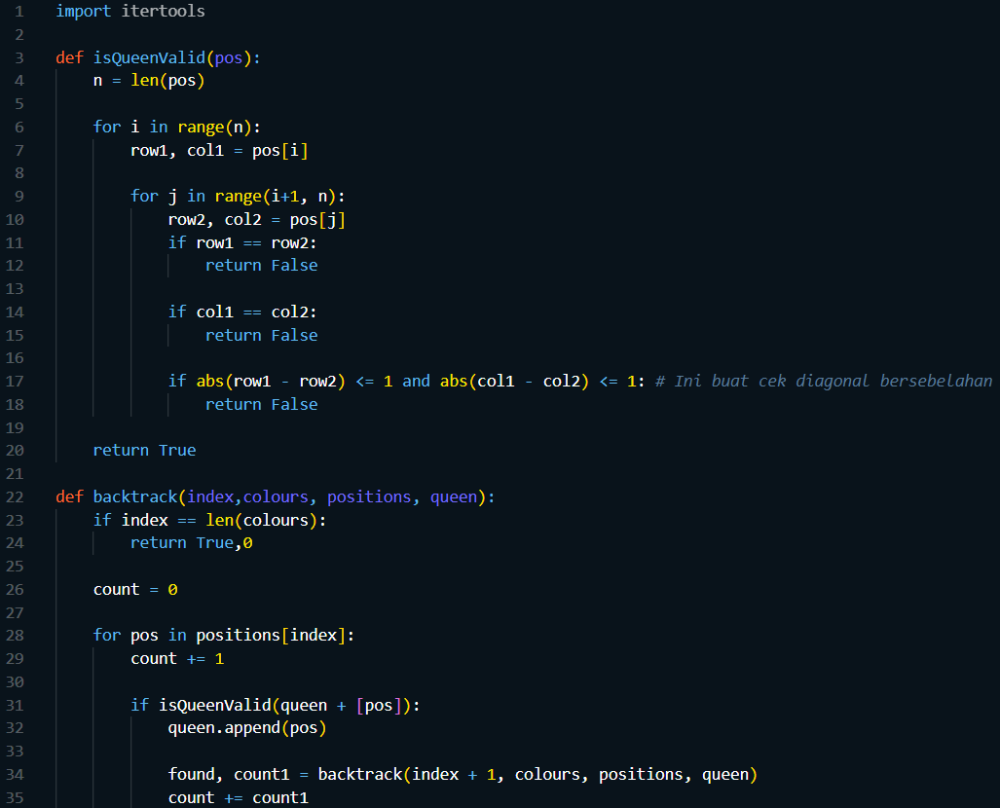 1 import itertools
2
3 def isQueenValid(pos):
4     n = len(pos)
5
6     for i in range(n):
7         row1, col1 = pos[i]
8
9         for j in range(i+1, n):
10             row2, col2 = pos[j]
11             if row1 == row2:
12                 return False
13
14             if col1 == col2:
15                 return False
16
17             if abs(row1 - row2) <= 1 and abs(col1 - col2) <= 1: # Ini buat cek diagonal bersebelahan
18                 return False
19
20     return True
21
22 def backtrack(index,colours, positions, queen):
23     if index == len(colours):
24         return True,0
25
26     count = 0
27
28     for pos in positions[index]:
29         count += 1
30
31         if isQueenValid(queen + [pos]):
32             queen.append(pos)
33
34             found, count1 = backtrack(index + 1, colours, positions, queen)
35             count += count1